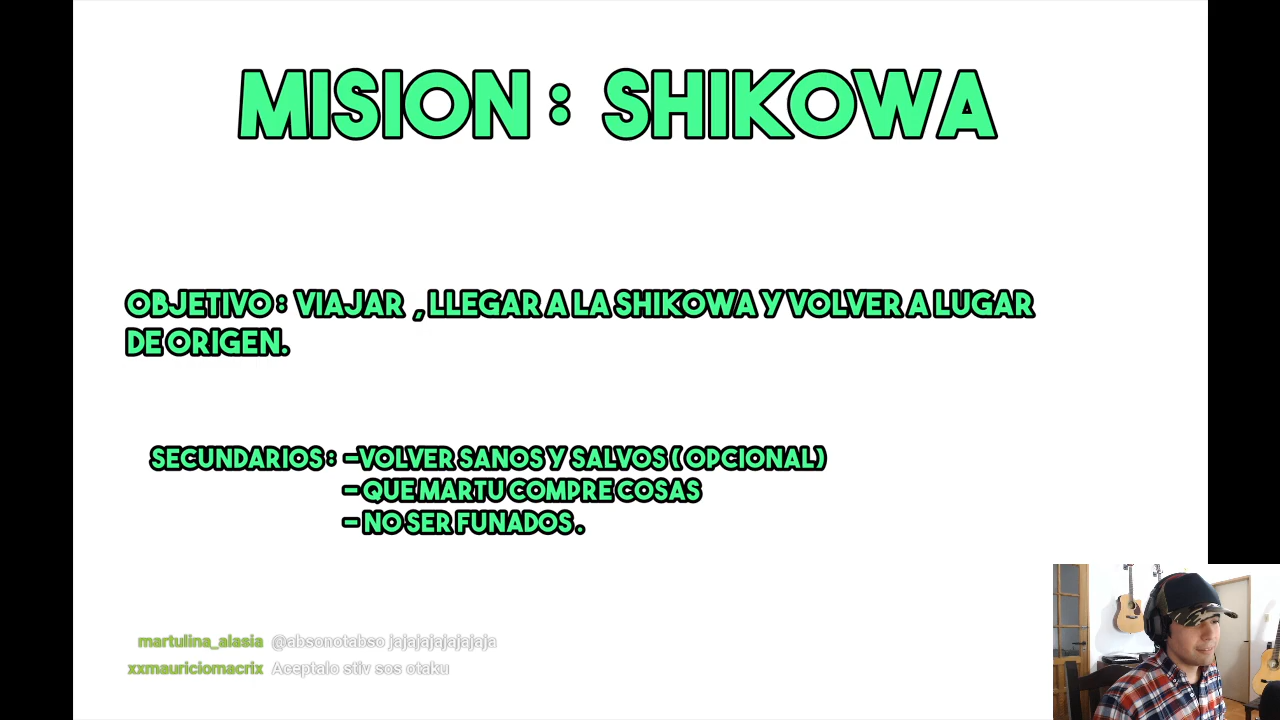 MISION : SHIKOWA
OBJETIVO : VIAJAR , LLEGAR A LA SHIKOWA Y VOLVER A LUGAR
DE ORIGEN.
SECUNDARIOS : -VOLVER SANOS Y SALVOS ( OPCIONAL)
- QUE MARTU COMPRE COSAS
- NO SER FUNADOS .
martulina_alasia @absonotabso jajajajajajajaja
xxmauriciomacrix Aceptalo stiv sos otaku